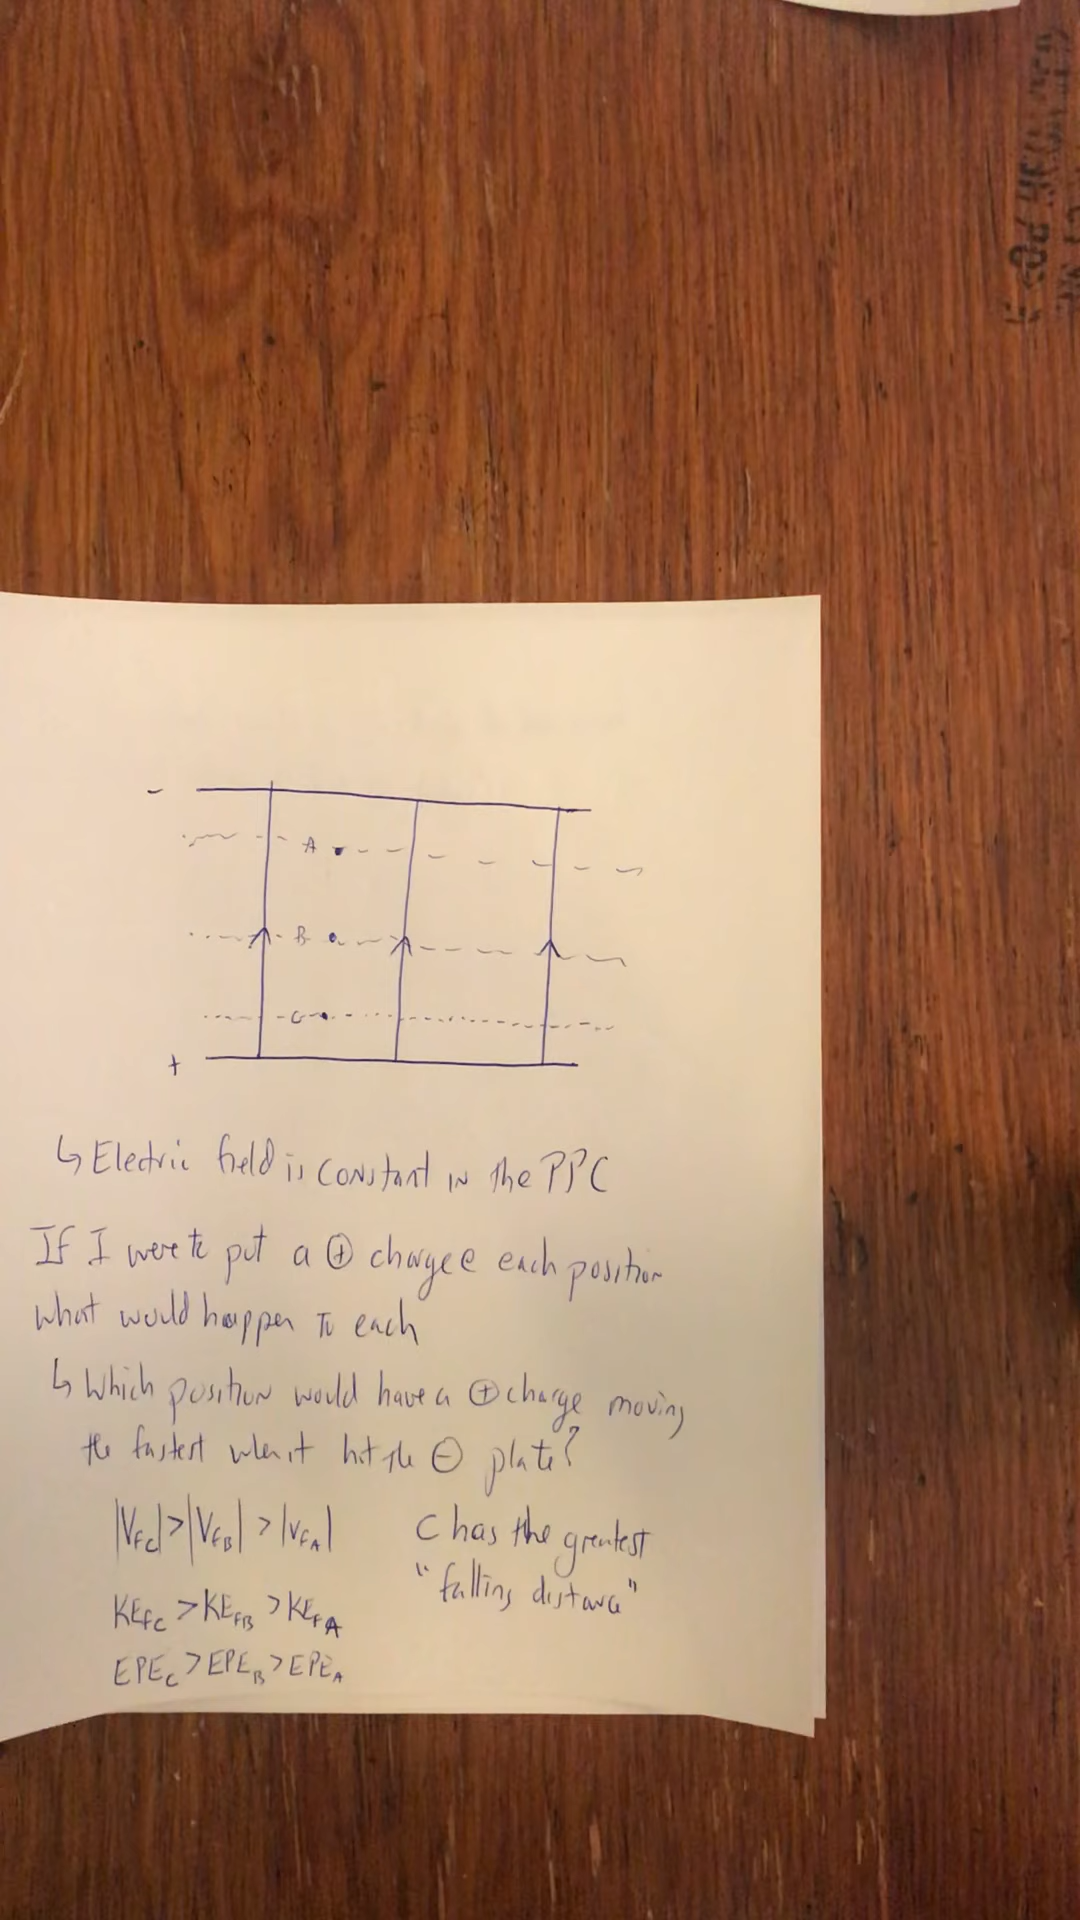 -
A
B
C
+
↳ Electric field is constant in the PPC
If I were to put a ⊕ charge e each position
what would happen to each
↳ Which position would have a ⊕ charge moving
the fastest when it hit the ⊖ plate?
|V_fC| > |V_fB| > |V_fA|
C has the greatest
"falling distance"
KE_fC > KE_fB > KE_fA
EPE_C > EPE_B > EPE_A